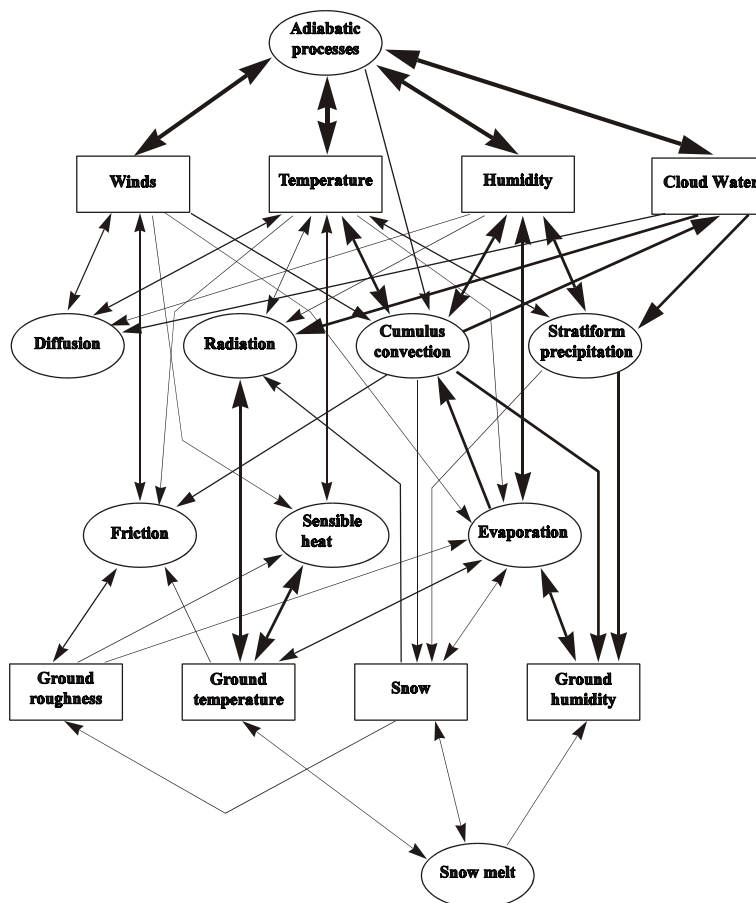 Adiabatic
processes
Winds
Temperature
Humidity
Cloud Water
Diffusion
Radiation
Cumulus
convection
Stratiform
precipitation
Friction
Sensible
heat
Evaporation
Ground
roughness
Ground
temperature
Snow
Ground
humidity
Snow melt